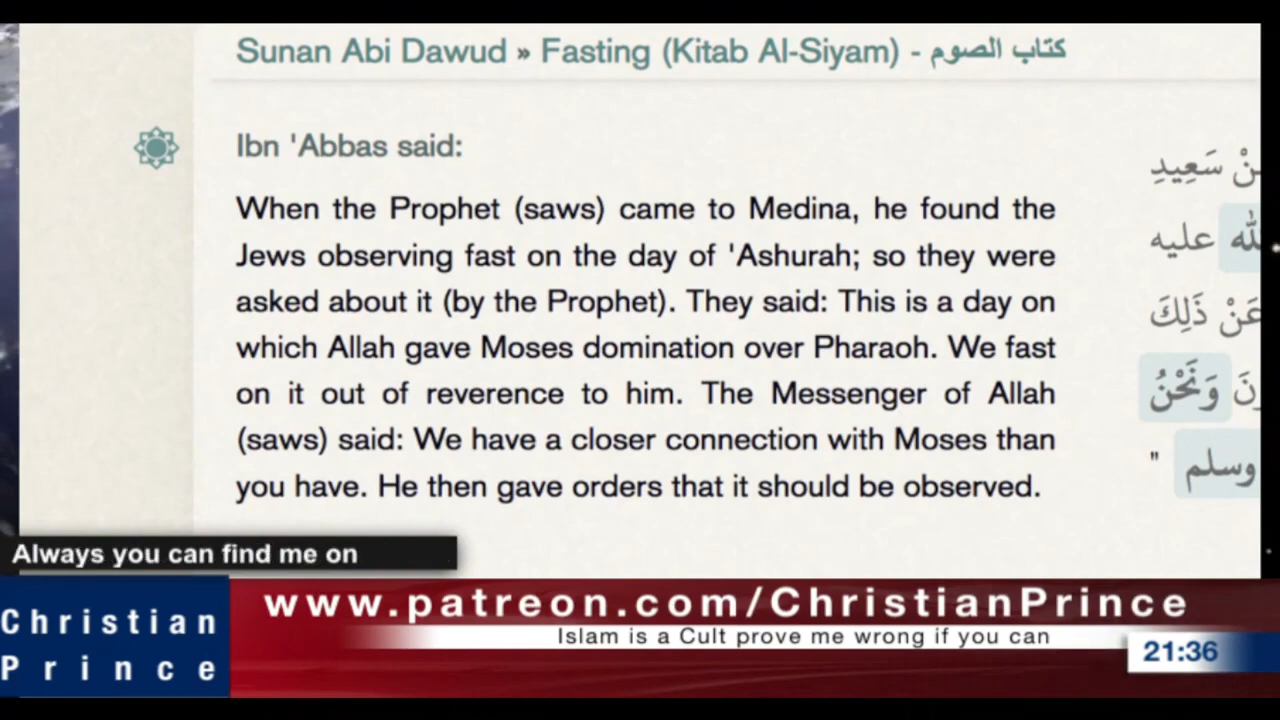 Sunan Abi Dawud » Fasting (Kitab Al-Siyam) - كتاب الصوم
Ibn 'Abbas said:
When the Prophet (saws) came to Medina, he found the
Jews observing fast on the day of 'Ashurah; so they were
asked about it (by the Prophet). They said: This is a day on
which Allah gave Moses domination over Pharaoh. We fast
on it out of reverence to him. The Messenger of Allah
(saws) said: We have a closer connection with Moses than
you have. He then gave orders that it should be observed.
سَعِيدِ
عليه
عَنْ ذَلِكَ
وَنَحْنُ
وسلم "
Always you can find me on
www.patreon.com/ChristianPrince
Islam is a Cult prove me wrong if you can
Christian
Prince
21:36